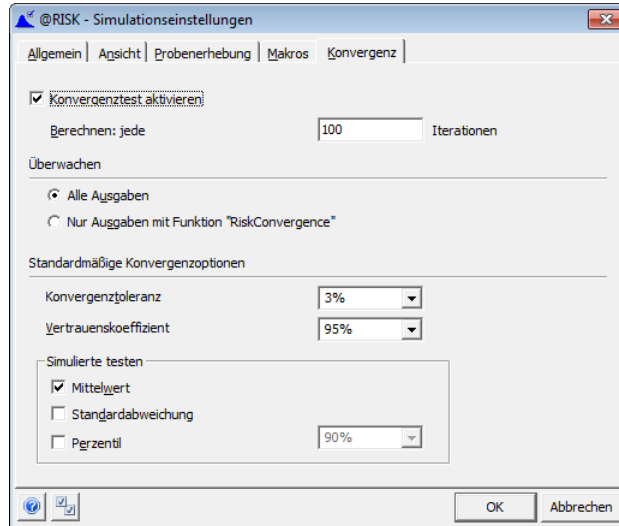 @RISK - Simulationseinstellungen
Allgemein Ansicht Probenerhebung Makros Konvergenz
Konvergenztest aktivieren
Berechnen: jede 100 Iterationen
Überwachen
Alle Ausgaben
Nur Ausgaben mit Funktion "RiskConvergence"
Standardmäßige Konvergenzoptionen
Konvergenztoleranz 3%
Vertrauenskoeffizient 95%
Simulierte testen
Mittelwert
Standardabweichung
Perzentil 90%
OK Abbrechen